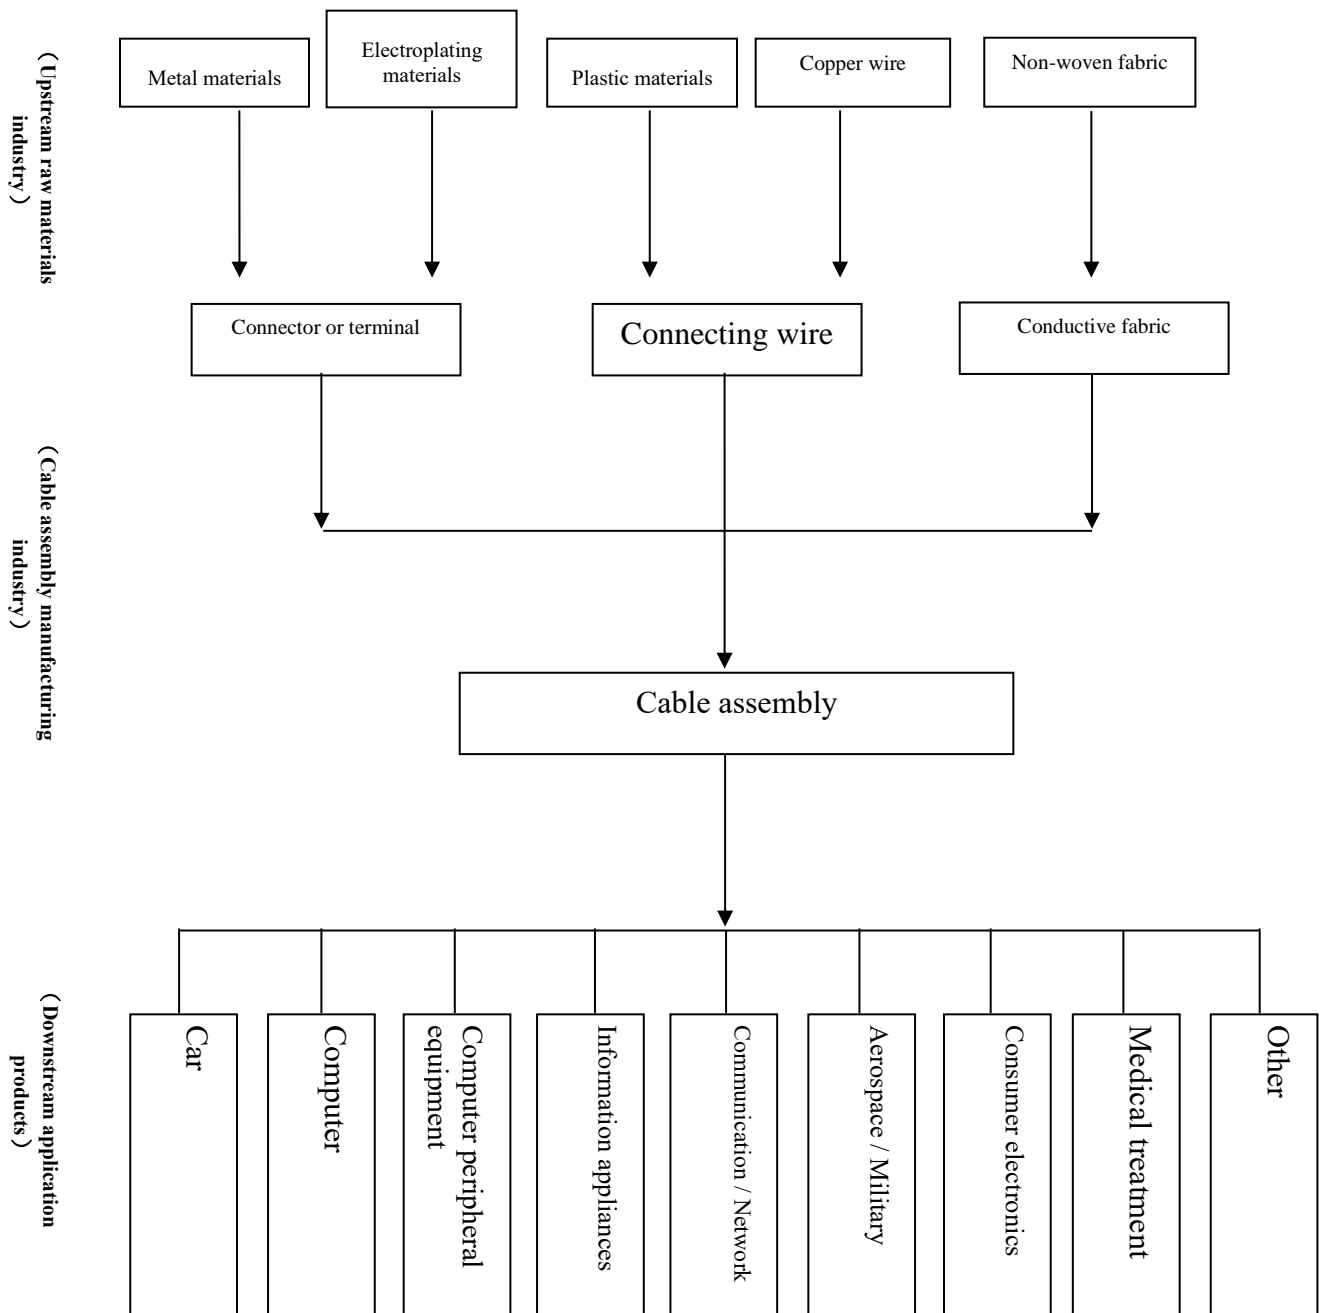 （Upstream raw materials
industry）
Metal materials
Electroplating
materials
Plastic materials
Copper wire
Non-woven fabric
Connector or terminal
Connecting wire
Conductive fabric
（Cable assembly manufacturing
industry）
Cable assembly
（Downstream application
products）
Car
Computer
Computer peripheral
equipment
Information appliances
Communication / Network
Aerospace / Military
Consumer electronics
Medical treatment
Other